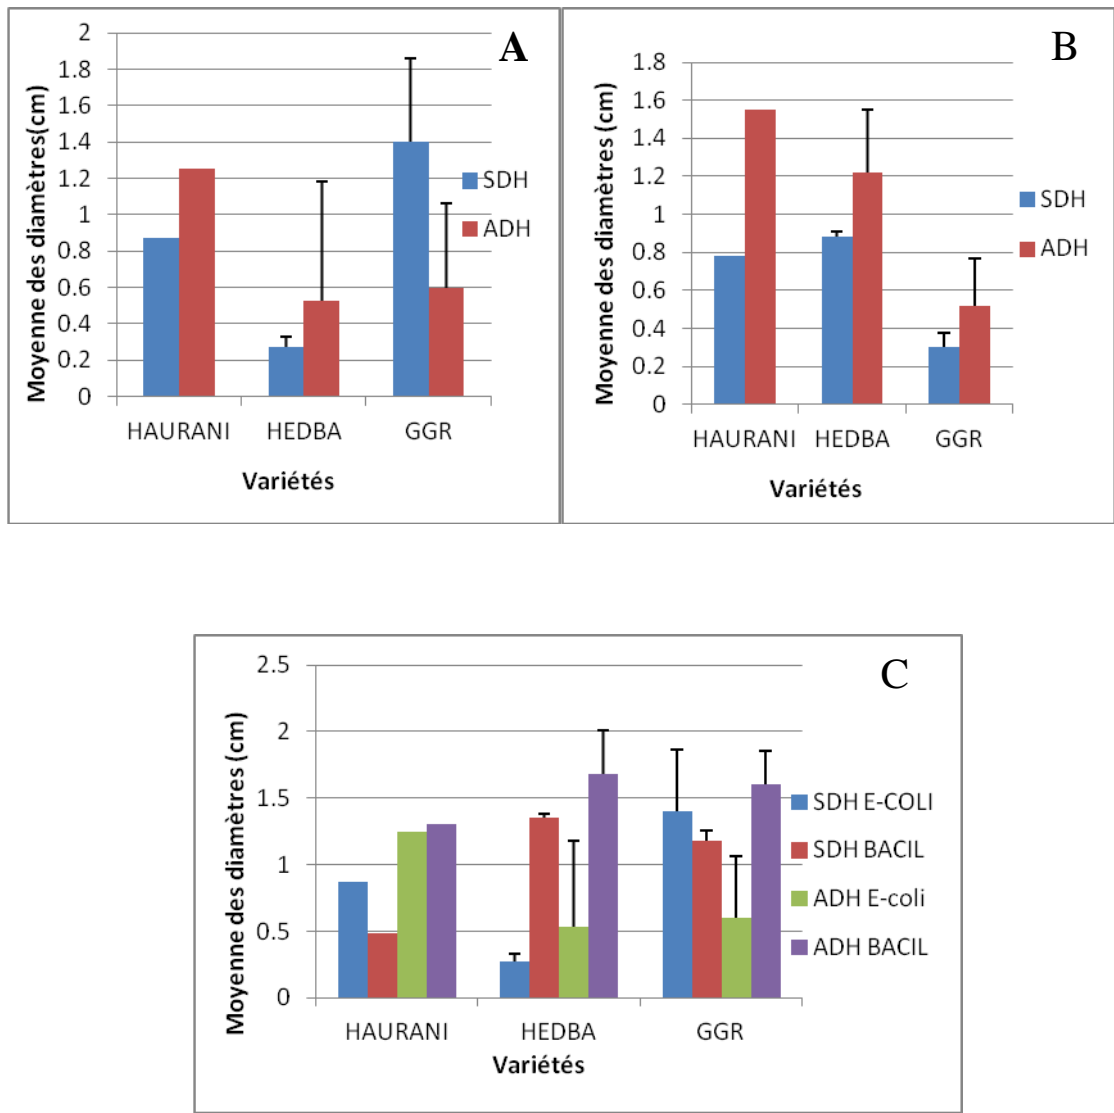 A
Moyenne des diamètres(cm)
2
1.8
1.6
1.4
1.2
1
0.8
0.6
0.4
0.2
0
HAURANI HEDBA GGR
Variétés
SDH
ADH
B
Moyenne des diamètres (cm)
1.8
1.6
1.4
1.2
1
0.8
0.6
0.4
0.2
0
HAURANI HEDBA GGR
Variétés
SDH
ADH
C
Moyenne des diamètres (cm)
2.5
2
1.5
1
0.5
0
HAURANI HEDBA GGR
Variétés
SDH E-COLI
SDH BACIL
ADH E-coli
ADH BACIL